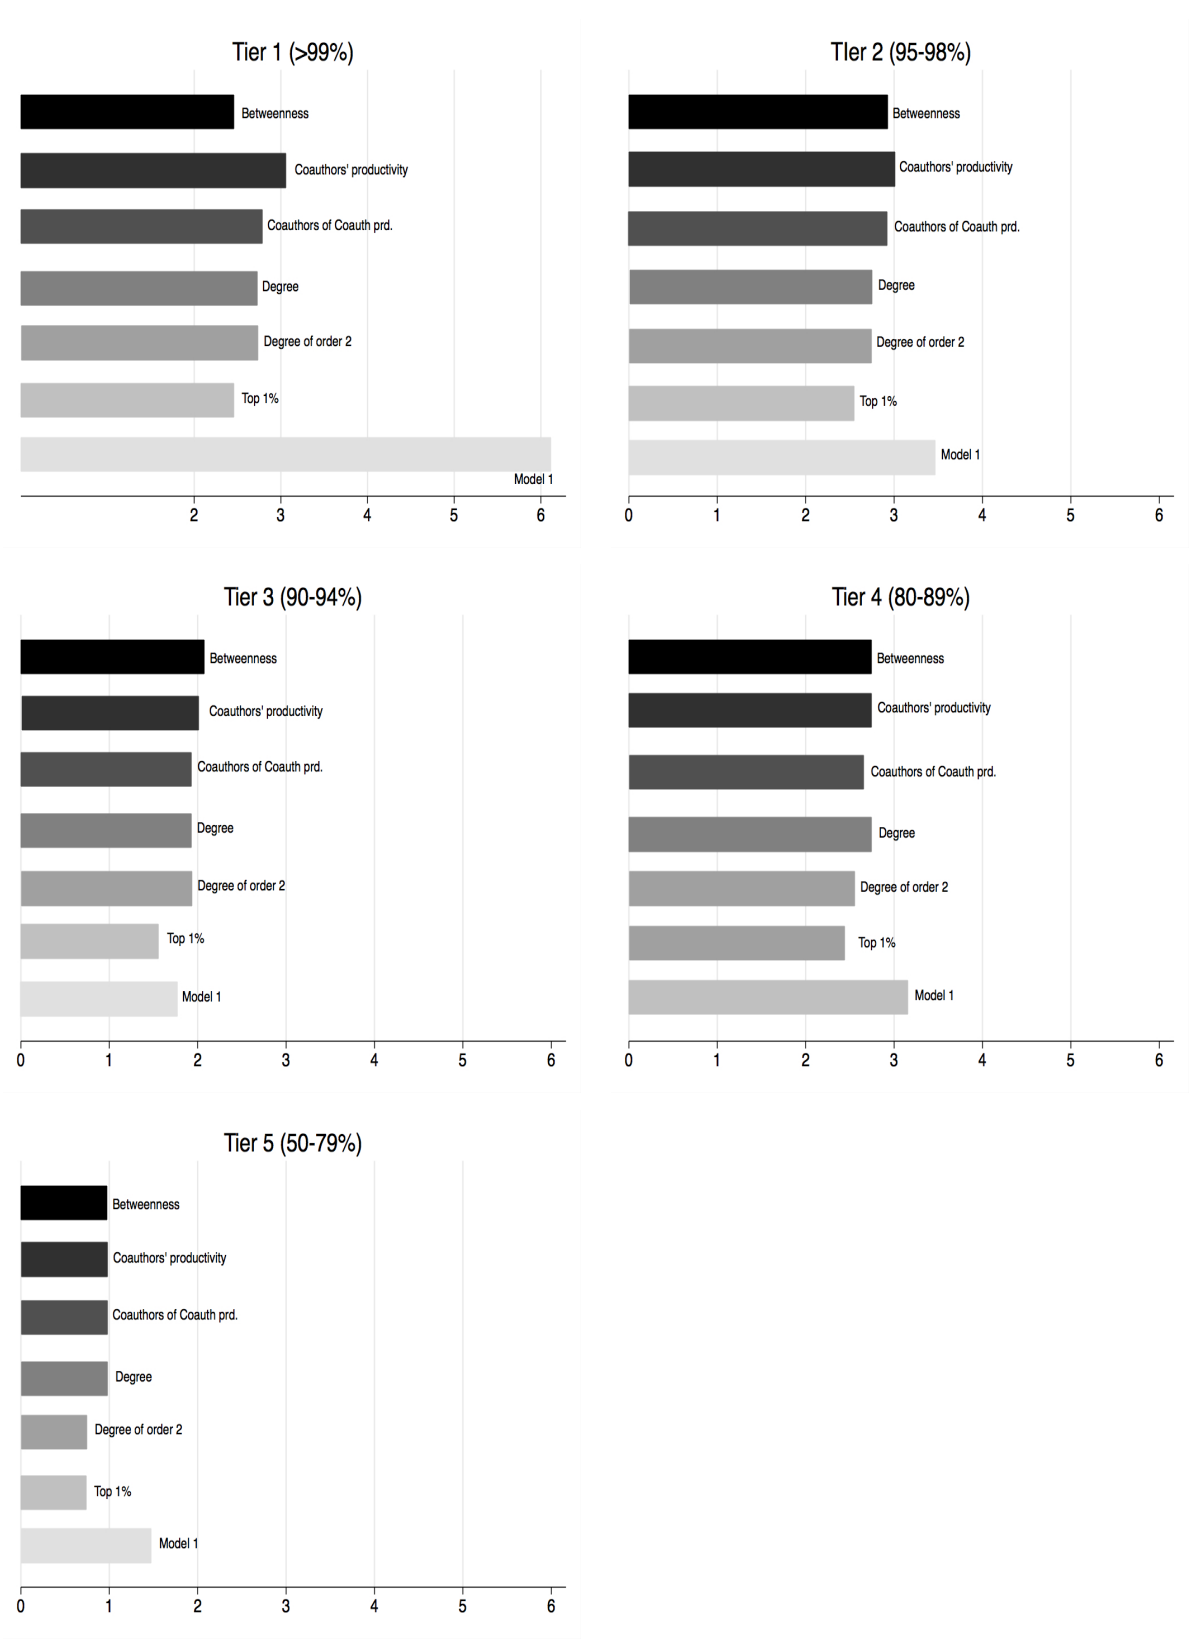 Tier 1 (>99%)
Betweenness
Coauthors' productivity
Coauthors of Coauth prd.
Degree
Degree of order 2
Top 1%
Model 1
2 3 4 5 6
TIer 2 (95-98%)
Betweenness
Coauthors' productivity
Coauthors of Coauth prd.
Degree
Degree of order 2
Top 1%
Model 1
0 1 2 3 4 5 6
Tier 3 (90-94%)
Betweenness
Coauthors' productivity
Coauthors of Coauth prd.
Degree
Degree of order 2
Top 1%
Model 1
0 1 2 3 4 5 6
Tier 4 (80-89%)
Betweenness
Coauthors' productivity
Coauthors of Coauth prd.
Degree
Degree of order 2
Top 1%
Model 1
0 1 2 3 4 5 6
Tier 5 (50-79%)
Betweenness
Coauthors' productivity
Coauthors of Coauth prd.
Degree
Degree of order 2
Top 1%
Model 1
0 1 2 3 4 5 6